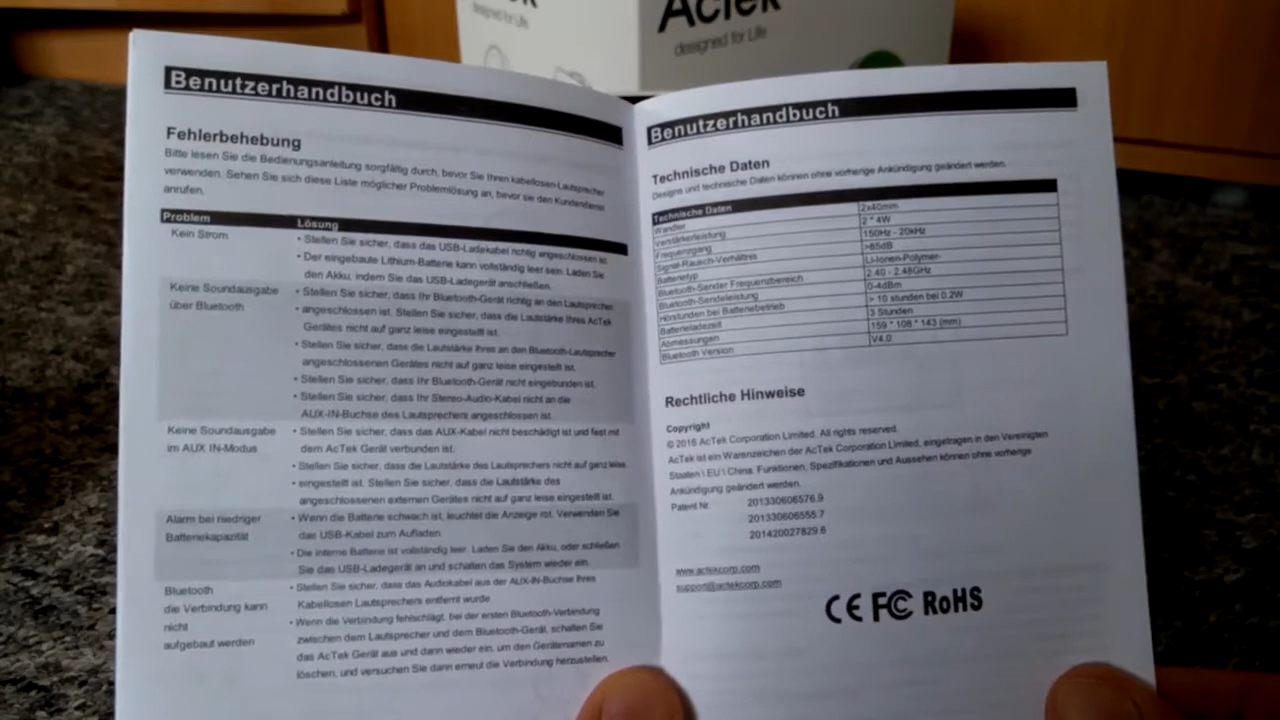 AcTek
designed for Life
designed for Life
Benutzerhandbuch
Fehlerbehebung
Bitte lesen Sie die Bedienungsanleitung sorgfältig durch, bevor Sie Ihren kabellosen-Lautsprecher
verwenden. Sehen Sie sich diese Liste möglicher Problemlösung an, bevor sie den Kundendienst
anrufen.
Problem Lösung
Kein Strom • Stellen Sie sicher, dass das USB-Ladekabel richtig angeschlossen ist
• Der eingebaute Lithium-Batterie kann vollständig leer sein. Laden Sie
den Akku, indem Sie das USB-Ladegerät anschließen.
Keine Soundausgabe • Stellen Sie sicher, dass Ihr Bluetooth-Gerät richtig an den Lautsprecher
über Bluetooth • angeschlossen ist. Stellen Sie sicher, dass die Lautstärke Ihres AcTek
Gerätes nicht auf ganz leise eingestellt ist.
• Stellen Sie sicher, dass die Lautstärke Ihres an den Bluetooth-Lautsprecher
angeschlossenen Gerätes nicht auf ganz leise eingestellt ist.
• Stellen Sie sicher, dass Ihr Bluetooth-Gerät nicht eingebunden ist.
• Stellen Sie sicher, dass Ihr Stereo-Audio-Kabel nicht an die
AUX-IN-Buchse des Lautsprechers angeschlossen ist.
Keine Soundausgabe • Stellen Sie sicher, dass das AUX-Kabel nicht beschädigt ist und fest mit
im AUX IN-Modus dem AcTek Gerät verbunden ist.
• Stellen Sie sicher, dass die Lautstärke des Lautsprechers nicht auf ganz leise
• eingestellt ist. Stellen Sie sicher, dass die Lautstärke des
angeschlossenen externen Gerätes nicht auf ganz leise eingestellt ist.
Alarm bei niedriger • Wenn die Batterie schwach ist, leuchtet die Anzeige rot. Verwenden Sie
Batteriekapazität das USB-Kabel zum Aufladen.
• Die interne Batterie ist vollständig leer. Laden Sie den Akku, oder schließen
Sie das USB-Ladegerät an und schalten das System wieder ein.
Bluetooth • Stellen Sie sicher, dass das Audiokabel aus der AUX-IN-Buchse Ihres
die Verbindung kann Kabellosen Lautsprechers entfernt wurde
nicht • Wenn die Verbindung fehlschlägt, bei der ersten Bluetooth-Verbindung
aufgebaut werden zwischen dem Lautsprecher und dem Bluetooth-Gerät, schalten Sie
das AcTek Gerät aus und dann wieder ein, um den Gerätenamen zu
löschen, und versuchen Sie dann erneut die Verbindung herzustellen.
Benutzerhandbuch
Technische Daten
Designs und technische Daten können ohne vorherige Ankündigung geändert werden.
Technische Daten
Wandler 2x40mm
Verstärkerleistung 2 * 4W
Frequenzgang 150Hz - 20kHz
Signal-Rausch-Verhältnis >85dB
Batterietyp Li-Ionen-Polymer-
Bluetooth-Sender Frequenzbereich 2.40 - 2.48GHz
Bluetooth-Sendeleistung 0-4dBm
Hörstunden bei Batteriebetrieb > 10 stunden bei 0.2W
Batterieladezeit 3 Stunden
Abmessungen 159 * 108 * 143 (mm)
Bluetooth Version V4.0
Rechtliche Hinweise
Copyright
© 2016 AcTek Corporation Limited. All rights reserved.
AcTek ist ein Warenzeichen der AcTek Corporation Limited, eingetragen in den Vereinigten
Staaten \ EU \ China. Funktionen, Spezifikationen und Aussehen können ohne vorherige
Ankündigung geändert werden.
Patent Nr. 201330606576.9
201330606555.7
201420027829.6
www.actekcorp.com
support@actekcorp.com
CE FC RoHS